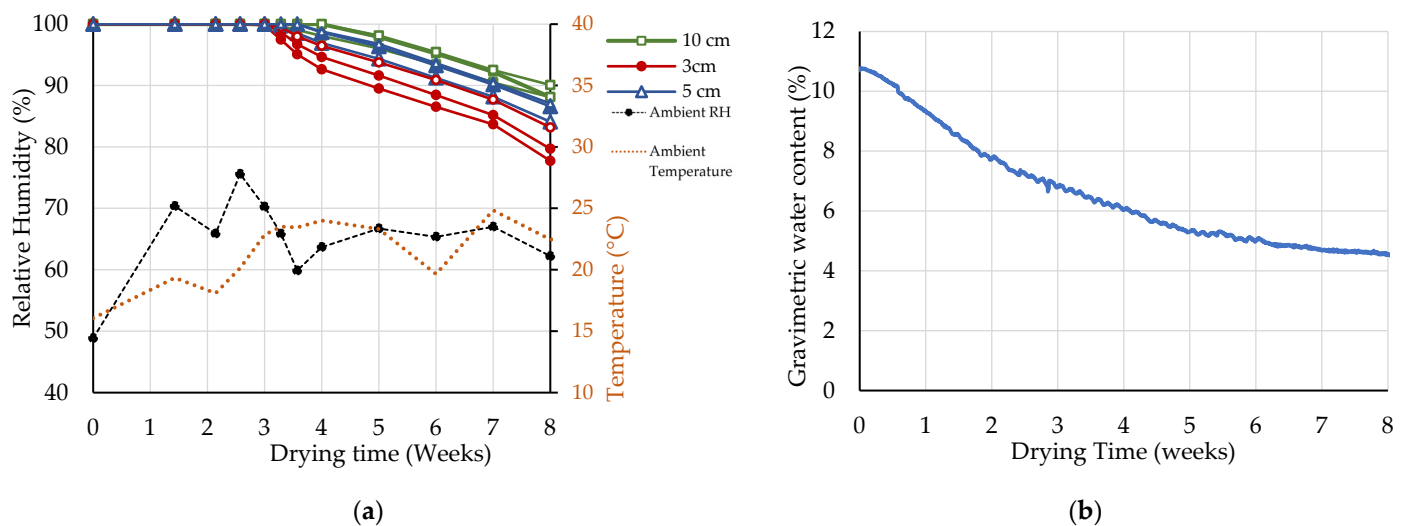 100
90
80
70
60
50
40
Relative Humidity (%)
40
35
30
25
20
15
10
Temperature (°C)
0 1 2 3 4 5 6 7 8
Drying time (Weeks)
10 cm
3cm
5 cm
Ambient RH
Ambient
Temperature
(a)
12
10
8
6
4
2
0
Gravimetric water content (%)
0 1 2 3 4 5 6 7 8
Drying Time (weeks)
(b)